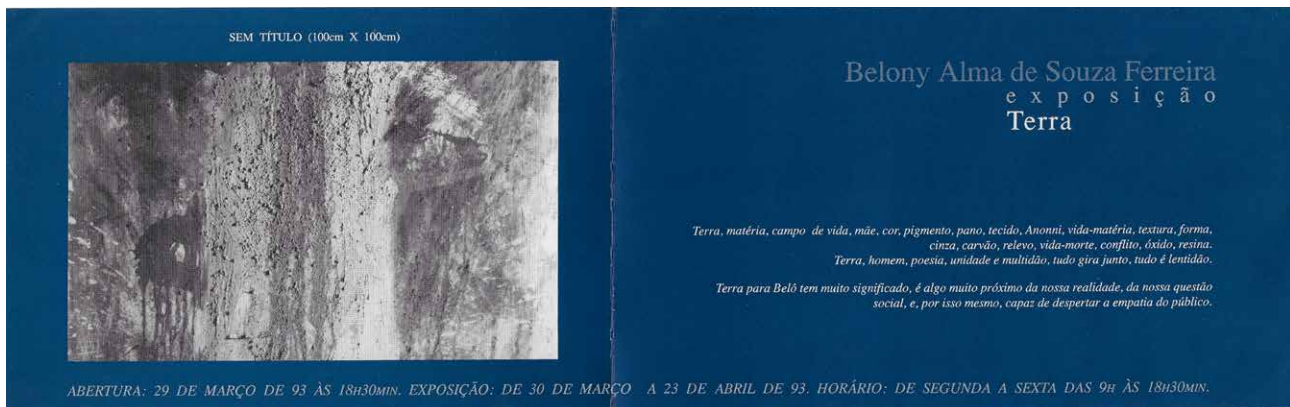 SEM TÍTULO (100cm X 100cm)
Belony Alma de Souza Ferreira
exposição
Terra
Terra, matéria, campo de vida, mãe, cor, pigmento, pano, tecido, Anonni, vida-matéria, textura, forma,
cinza, carvão, relevo, vida-morte, conflito, óxido, resina.
Terra, homem, poesia, unidade e multidão, tudo gira junto, tudo é lentidão.
Terra para Belô tem muito significado, é algo muito próximo da nossa realidade, da nossa questão
social, e, por isso mesmo, capaz de despertar a empatia do público.
ABERTURA: 29 DE MARÇO DE 93 ÀS 18H30MIN. EXPOSIÇÃO: DE 30 DE MARÇO A 23 DE ABRIL DE 93. HORÁRIO: DE SEGUNDA A SEXTA DAS 9H ÀS 18H30MIN.